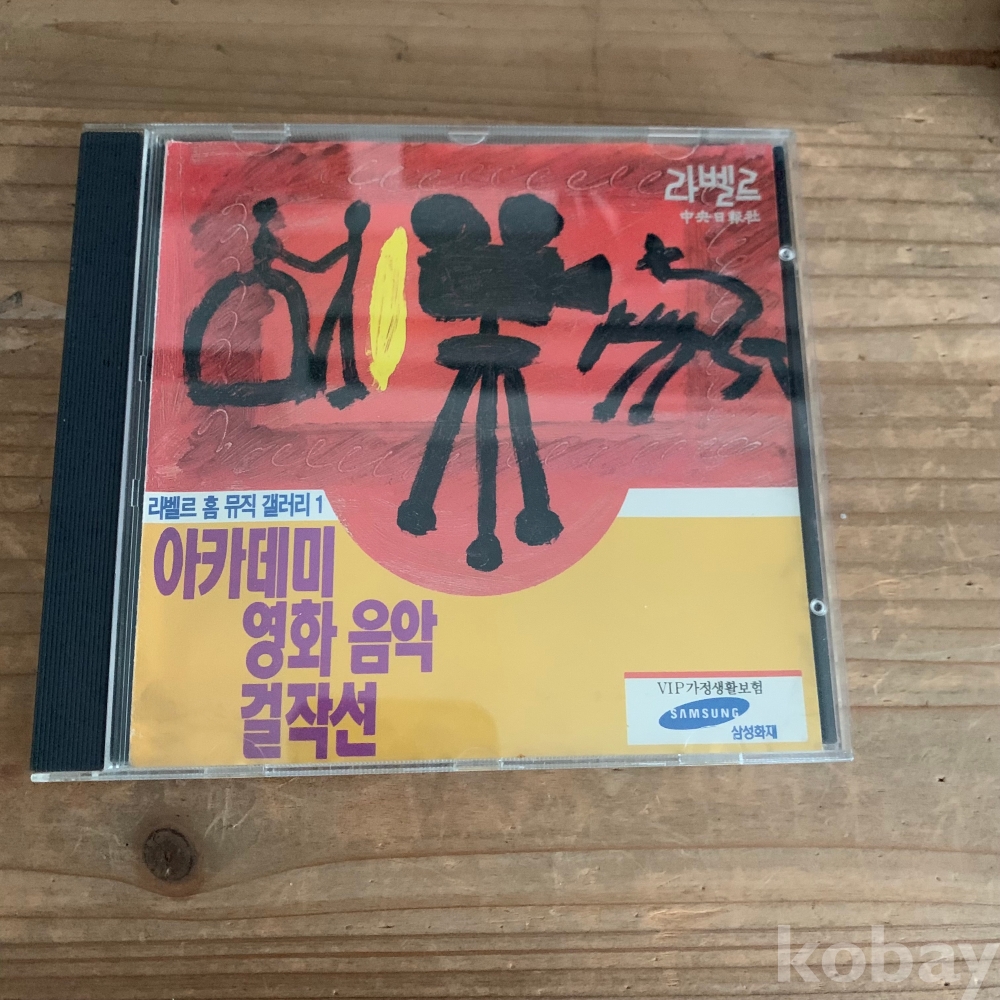 라벨르
中央日報社
라벨르 홈 뮤직 갤러리 1
아카데미
영화 음악
걸작선
VIP가정생활보험
SAMSUNG
삼성화재
kobay